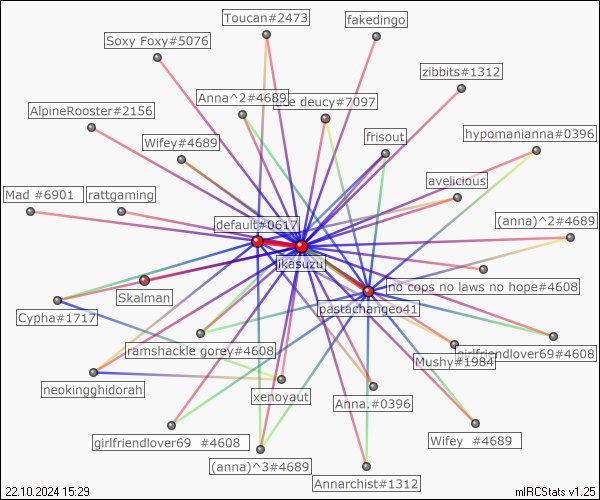 Toucan#2473
fakedingo
Soxy Foxy#5076
zibbits#1312
Anna^2#4689
deucy#7097
AlpineRooster#2156
frisout
hypomanianna#0396
Wifey#4689
avelicious
Mad #6901
rattgaming
default#0617
(anna)^2#4689
ikasuzu
no cops no laws no hope#4608
Skalman
pastachangeo41
Cypha#1717
ramshackle gorey#4608
girlfriendlover69#4608
Mushy#1984
neokingghidorah
xenoyaut
Anna.#0396
girlfriendlover69 #4608
Wifey #4689
(anna)^3#4689
Annarchist#1312
22.10.2024 15:29
mIRCStats v1.25